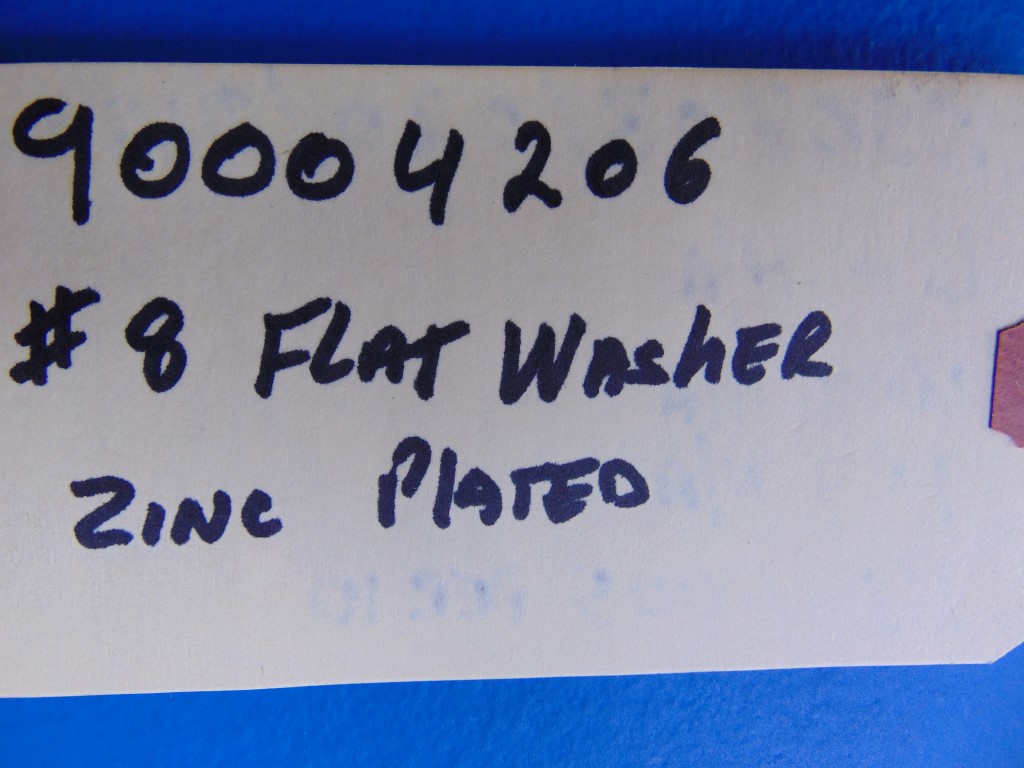 90004206
#8 FLAT WASHER
ZINC PLATED